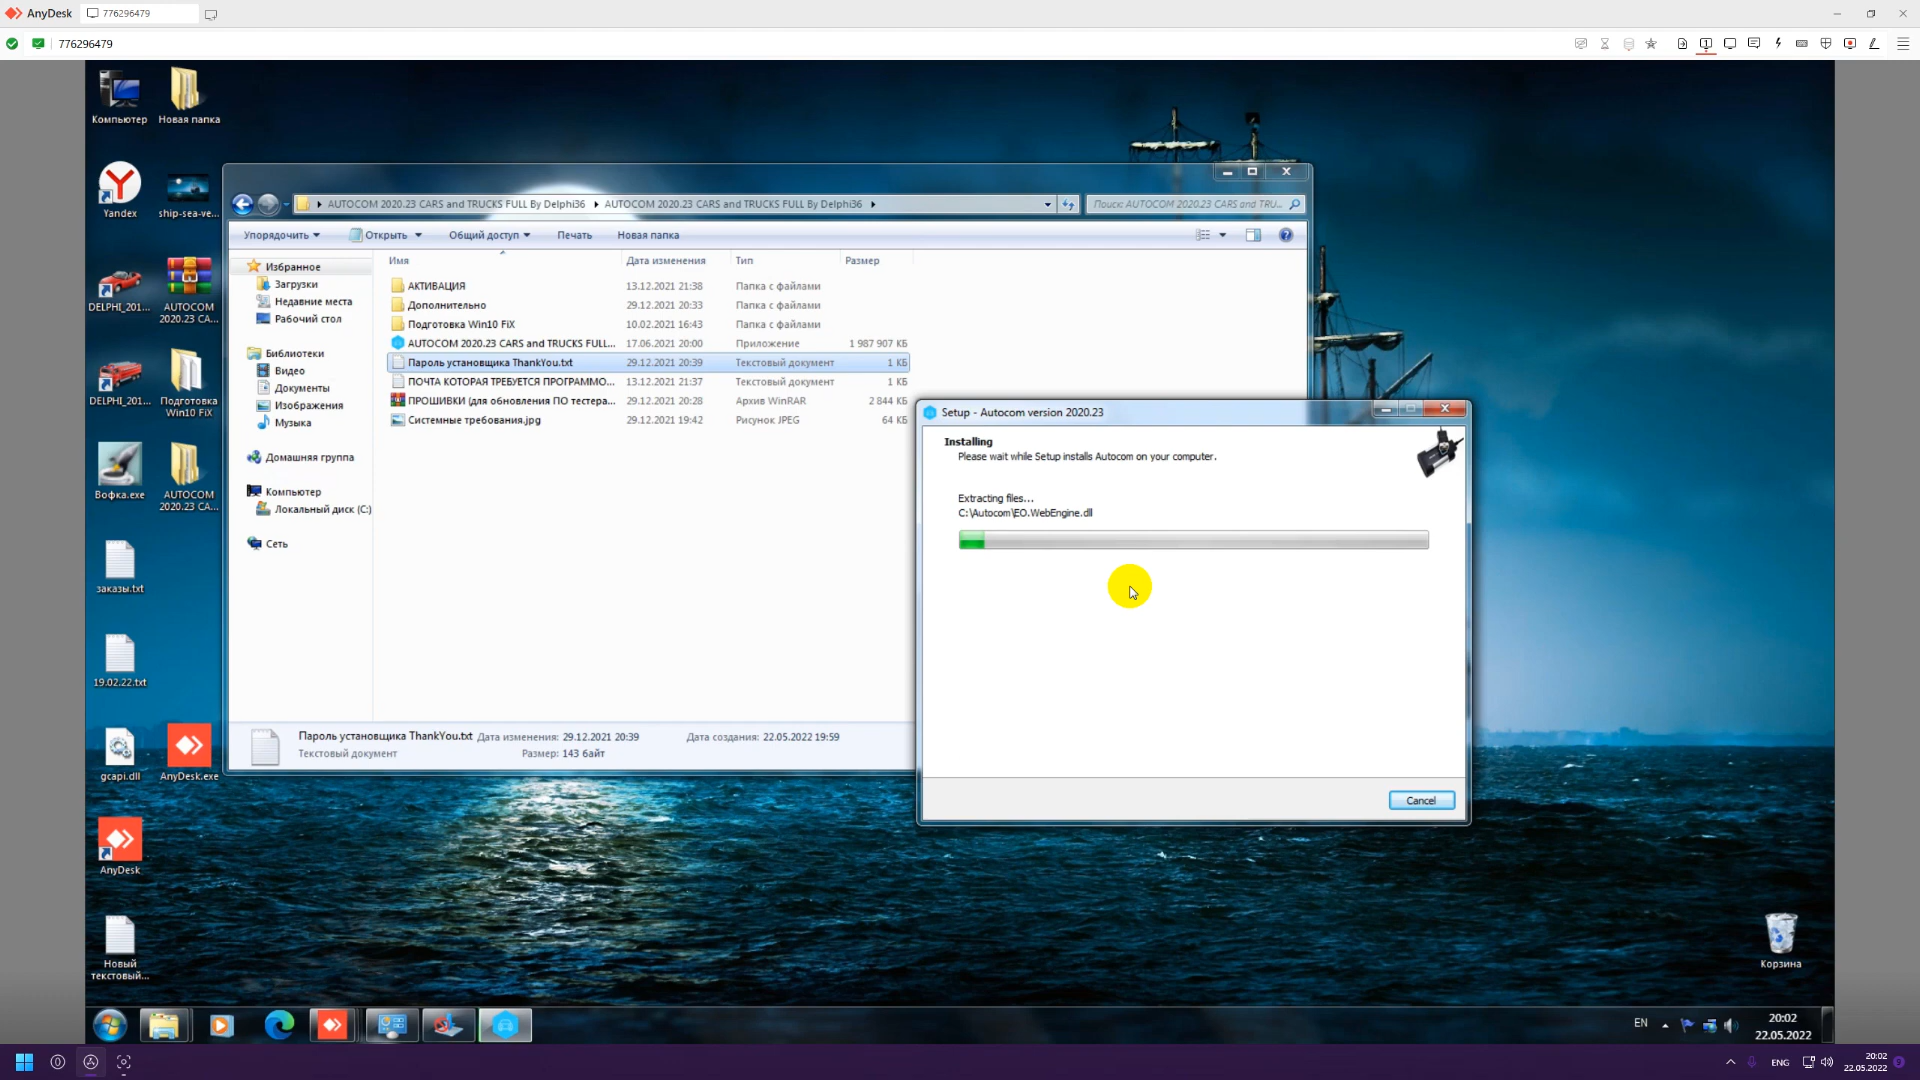 AnyDesk
776296479
776296479
Компьютер
Новая папка
Yandex
ship-sea-ve...
DELPHI_201...
AUTOCOM 2020.23 CA...
DELPHI_201...
Подготовка Win10 FiX
Вофка.exe
AUTOCOM 2020.23 CA...
заказы.txt
19.02.22.txt
gcapi.dll
AnyDesk.exe
AnyDesk
Новый текстовый...
Корзина
AUTOCOM 2020.23 CARS and TRUCKS FULL By Delphi36
AUTOCOM 2020.23 CARS and TRUCKS FULL By Delphi36
Поиск: AUTOCOM 2020.23 CARS and TRU...
Упорядочить
Открыть
Общий доступ
Печать
Новая папка
Избранное
Загрузки
Недавние места
Рабочий стол
Библиотеки
Видео
Документы
Изображения
Музыка
Домашняя группа
Компьютер
Локальный диск (C:)
Сеть
Имя Дата изменения Тип Размер
АКТИВАЦИЯ 13.12.2021 21:38 Папка с файлами
Дополнительно 29.12.2021 20:33 Папка с файлами
Подготовка Win10 FiX 10.02.2021 16:43 Папка с файлами
AUTOCOM 2020.23 CARS and TRUCKS FULL... 17.06.2021 20:00 Приложение 1 987 907 КБ
Пароль установщика ThankYou.txt 29.12.2021 20:39 Текстовый документ 1 КБ
ПОЧТА КОТОРАЯ ТРЕБУЕТСЯ ПРОГРАММО... 13.12.2021 21:37 Текстовый документ 1 КБ
ПРОШИВКИ (для обновления ПО тестера... 29.12.2021 20:28 Архив WinRAR 2 844 КБ
Системные требования.jpg 29.12.2021 19:42 Рисунок JPEG 64 КБ
Пароль установщика ThankYou.txt Дата изменения: 29.12.2021 20:39 Дата создания: 22.05.2022 19:59
Текстовый документ Размер: 143 байт
Setup - Autocom version 2020.23
Installing
Please wait while Setup installs Autocom on your computer.
Extracting files...
C:\Autocom\EO.WebEngine.dll
Cancel
EN
20:02
22.05.2022
ENG
20:02
22.05.2022